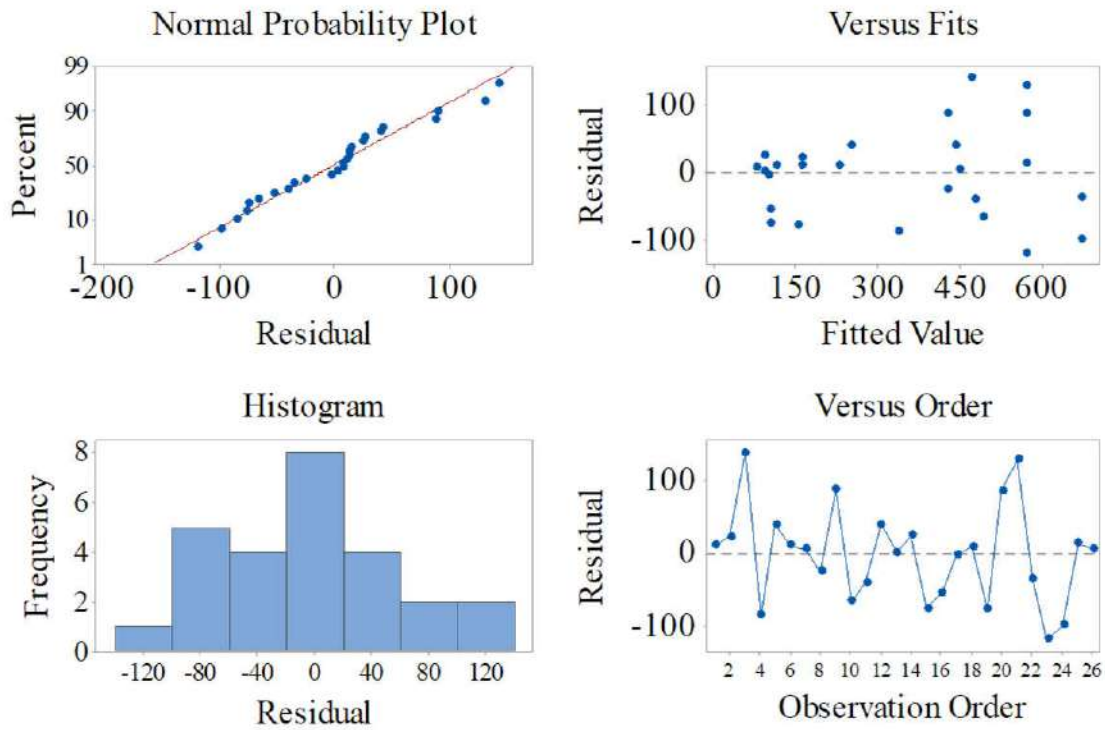 Normal Probability Plot
99
90
50
10
1
Percent
-200 -100 0 100
Residual
Versus Fits
100
0
-100
Residual
0 150 300 450 600
Fitted Value
Histogram
8
6
4
2
0
Frequency
-120 -80 -40 0 40 80 120
Residual
Versus Order
100
0
-100
Residual
2 4 6 8 10 12 14 16 18 20 22 24 26
Observation Order